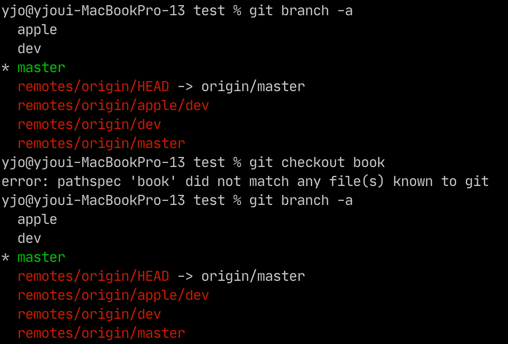 yjo@yjoui-MacBookPro-13 test % git branch -a
  apple
  dev
* master
  remotes/origin/HEAD -> origin/master
  remotes/origin/apple/dev
  remotes/origin/dev
  remotes/origin/master
yjo@yjoui-MacBookPro-13 test % git checkout book
error: pathspec 'book' did not match any file(s) known to git
yjo@yjoui-MacBookPro-13 test % git branch -a
  apple
  dev
* master
  remotes/origin/HEAD -> origin/master
  remotes/origin/apple/dev
  remotes/origin/dev
  remotes/origin/master